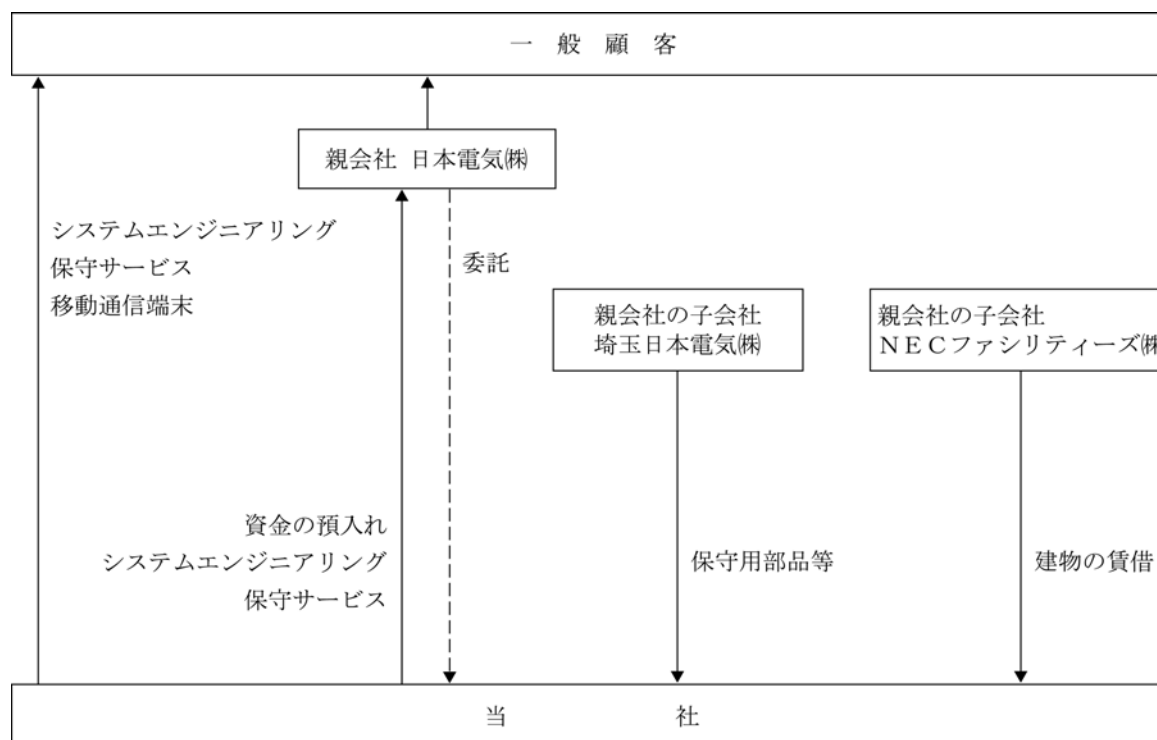 一般顧客
親会社 日本電気㈱
システムエンジニアリング
保守サービス
移動通信端末
委託
親会社の子会社
埼玉日本電気㈱
親会社の子会社
NECファシリティーズ㈱
資金の預入れ
システムエンジニアリング
保守サービス
保守用部品等
建物の賃借
当社